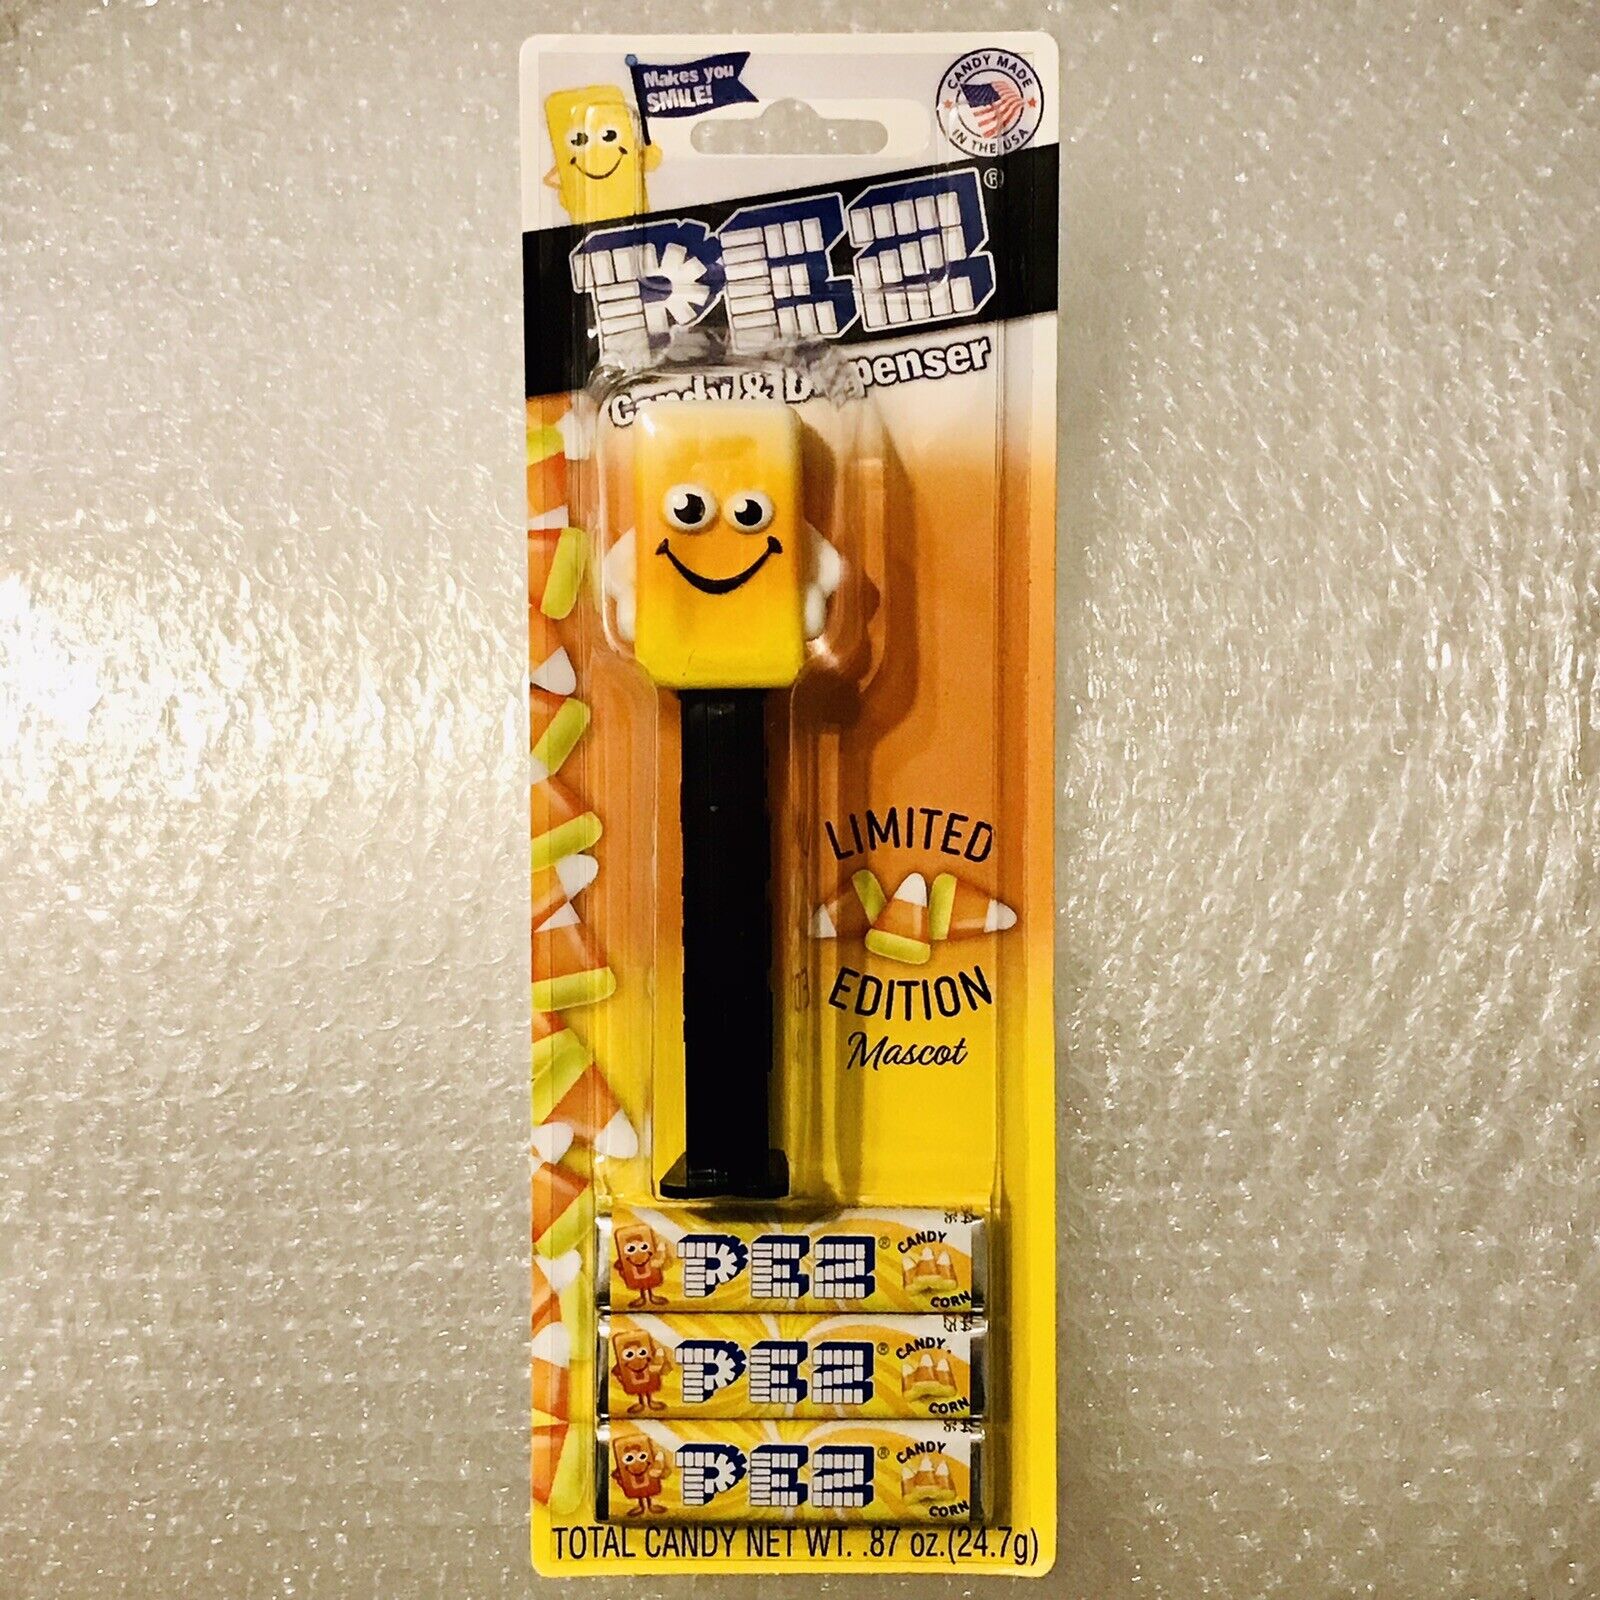 Makes you
SMILE!
CANDY MADE
IN THE USA
PEZ®
Candy & Dispenser
LIMITED
EDITION
Mascot
PEZ® CANDY
CORN
PEZ® CANDY
CORN
PEZ® CANDY
CORN
TOTAL CANDY NET WT. .87 oz.(24.7g)